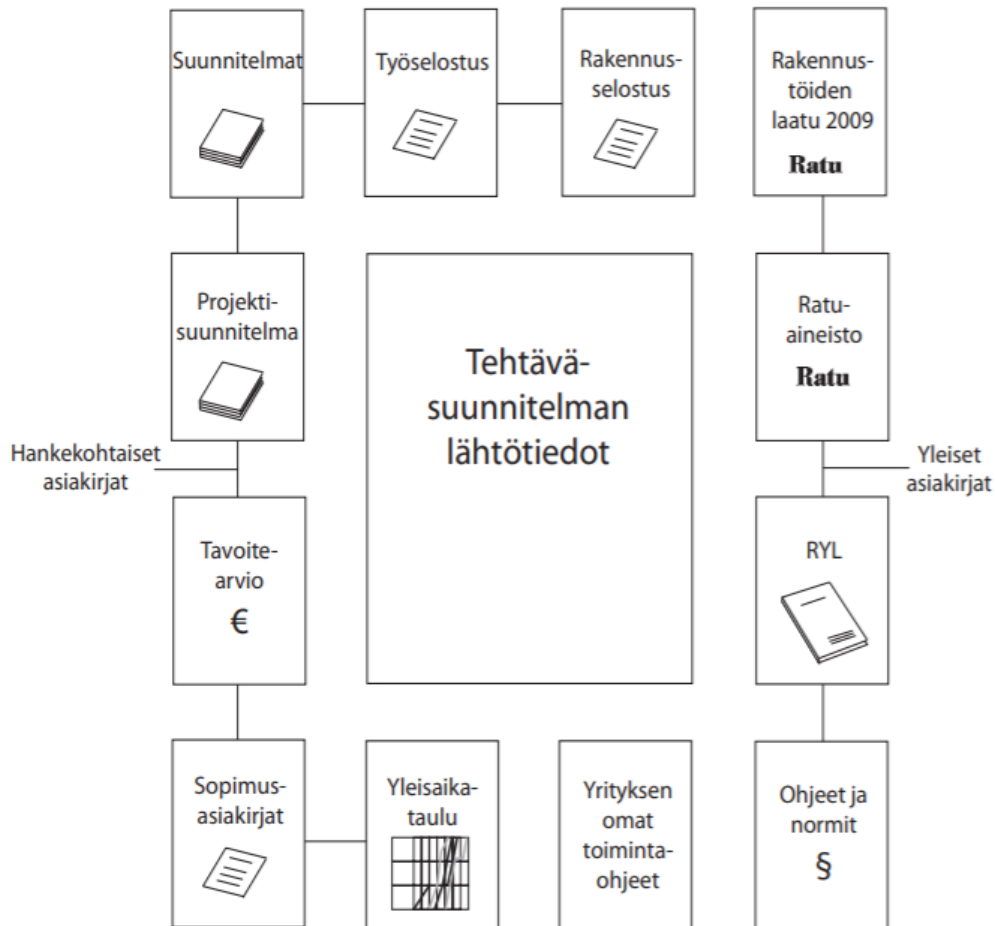 Suunnitelmat
Työselostus
Rakennus-
selostus
Rakennus-
töiden
laatu 2009
Ratu
Projekti-
suunnitelma
Tehtävä-
suunnitelman
lähtötiedot
Ratu-
aineisto
Ratu
Hankekohtaiset
asiakirjat
Yleiset
asiakirjat
Tavoite-
arvio
€
RYL
Sopimus-
asiakirjat
Yleisaika-
taulu
Yrityksen
omat
toiminta-
ohjeet
Ohjeet ja
normit
§